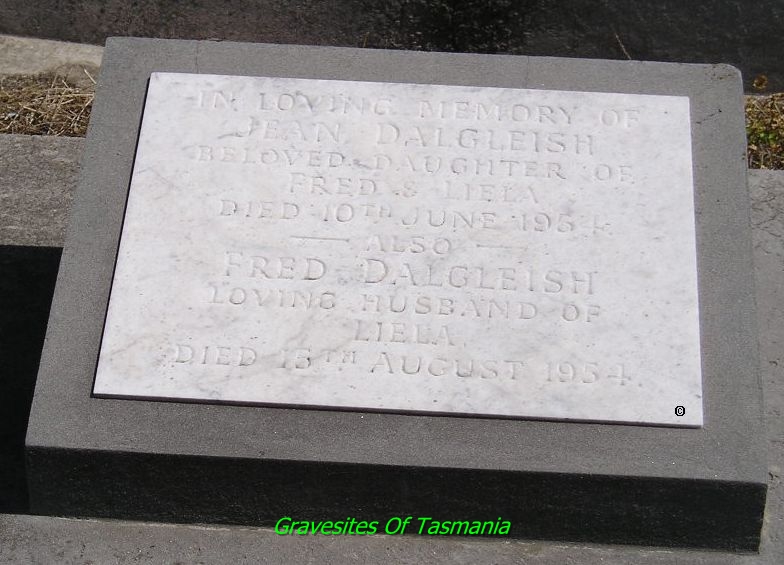 IN LOVING MEMORY OF
JEAN DALGLEISH
BELOVED DAUGHTER OF
FRED & LIELA
DIED 10TH JUNE 1954.
ALSO
FRED DALGLEISH
LOVING HUSBAND OF
LIELA.
DIED 15TH AUGUST 1954.
©
Gravesites Of Tasmania